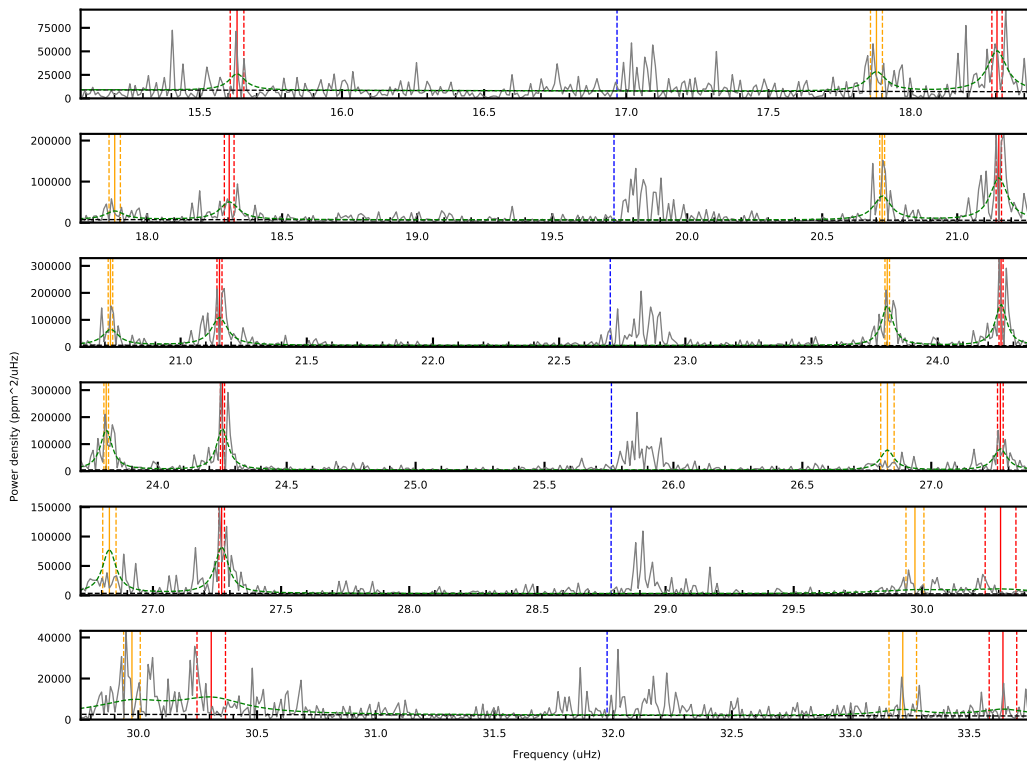 75000
50000
25000
0
15.5 16.0 16.5 17.0 17.5 18.0
200000
100000
0
18.0 18.5 19.0 19.5 20.0 20.5 21.0
300000
200000
100000
0
21.0 21.5 22.0 22.5 23.0 23.5 24.0
300000
200000
100000
0
24.0 24.5 25.0 25.5 26.0 26.5 27.0
Power density (ppm^2/uHz)
150000
100000
50000
0
27.0 27.5 28.0 28.5 29.0 29.5 30.0
40000
20000
0
30.0 30.5 31.0 31.5 32.0 32.5 33.0 33.5
Frequency (uHz)